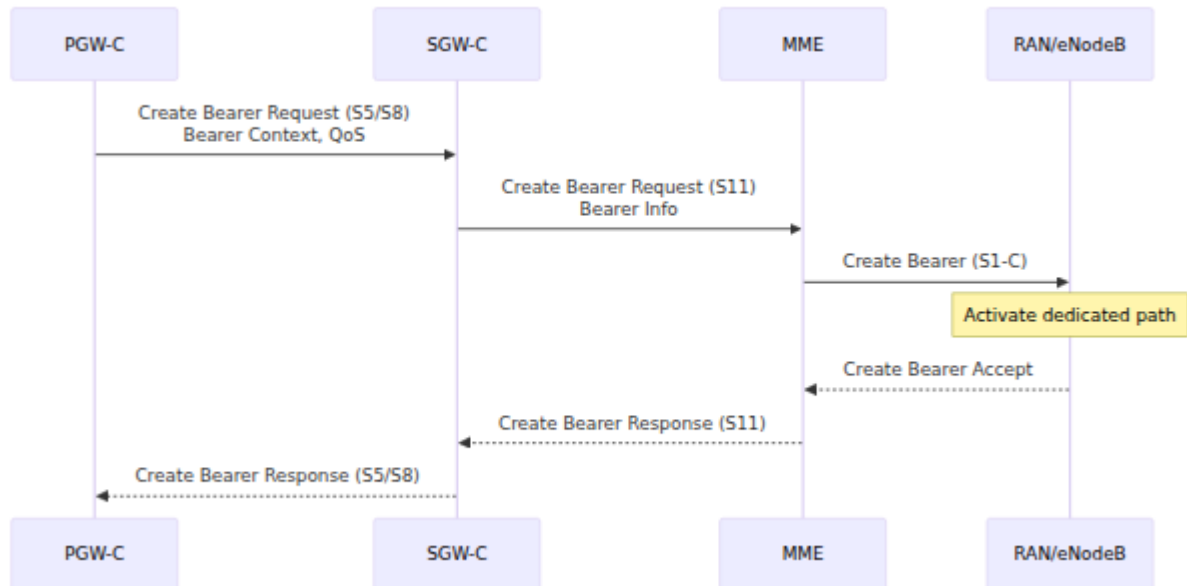 PGW-C
SGW-C
MME
RAN/eNodeB
Create Bearer Request (S5/S8)
Bearer Context, QoS
Create Bearer Request (S11)
Bearer Info
Create Bearer (S1-C)
Activate dedicated path
Create Bearer Accept
Create Bearer Response (S11)
Create Bearer Response (S5/S8)
PGW-C
SGW-C
MME
RAN/eNodeB